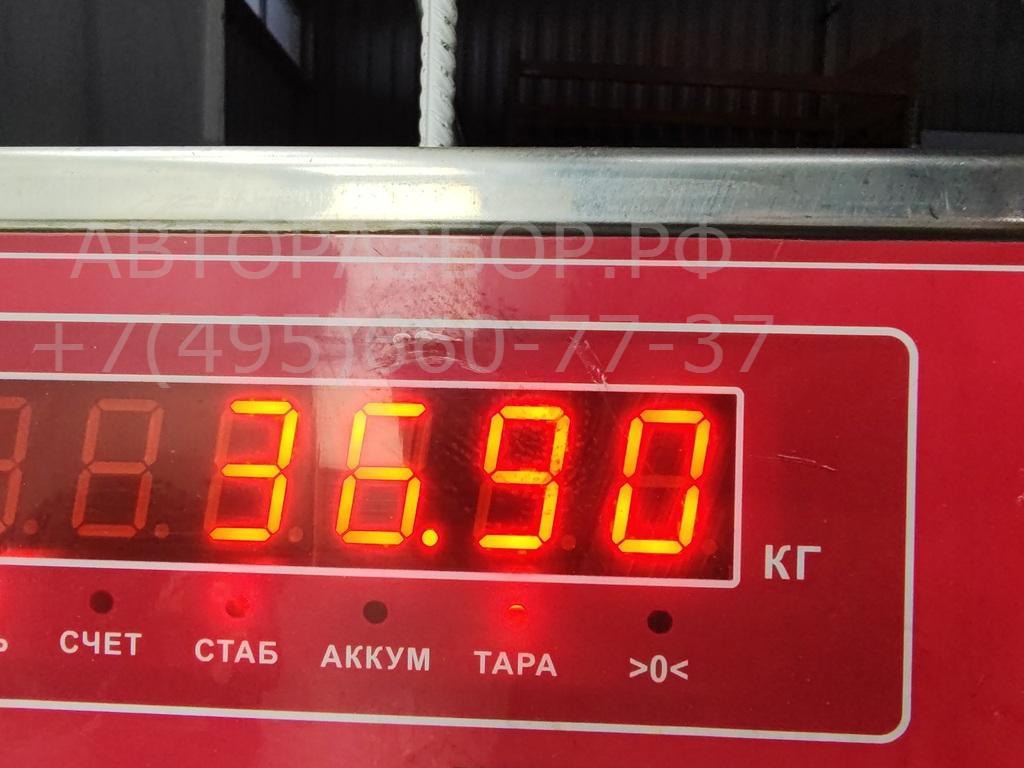 АВТОРАЗБОР.РФ
+7(495)660-77-37
36.90
КГ
Ь СЧЕТ СТАБ АККУМ ТАРА >0<